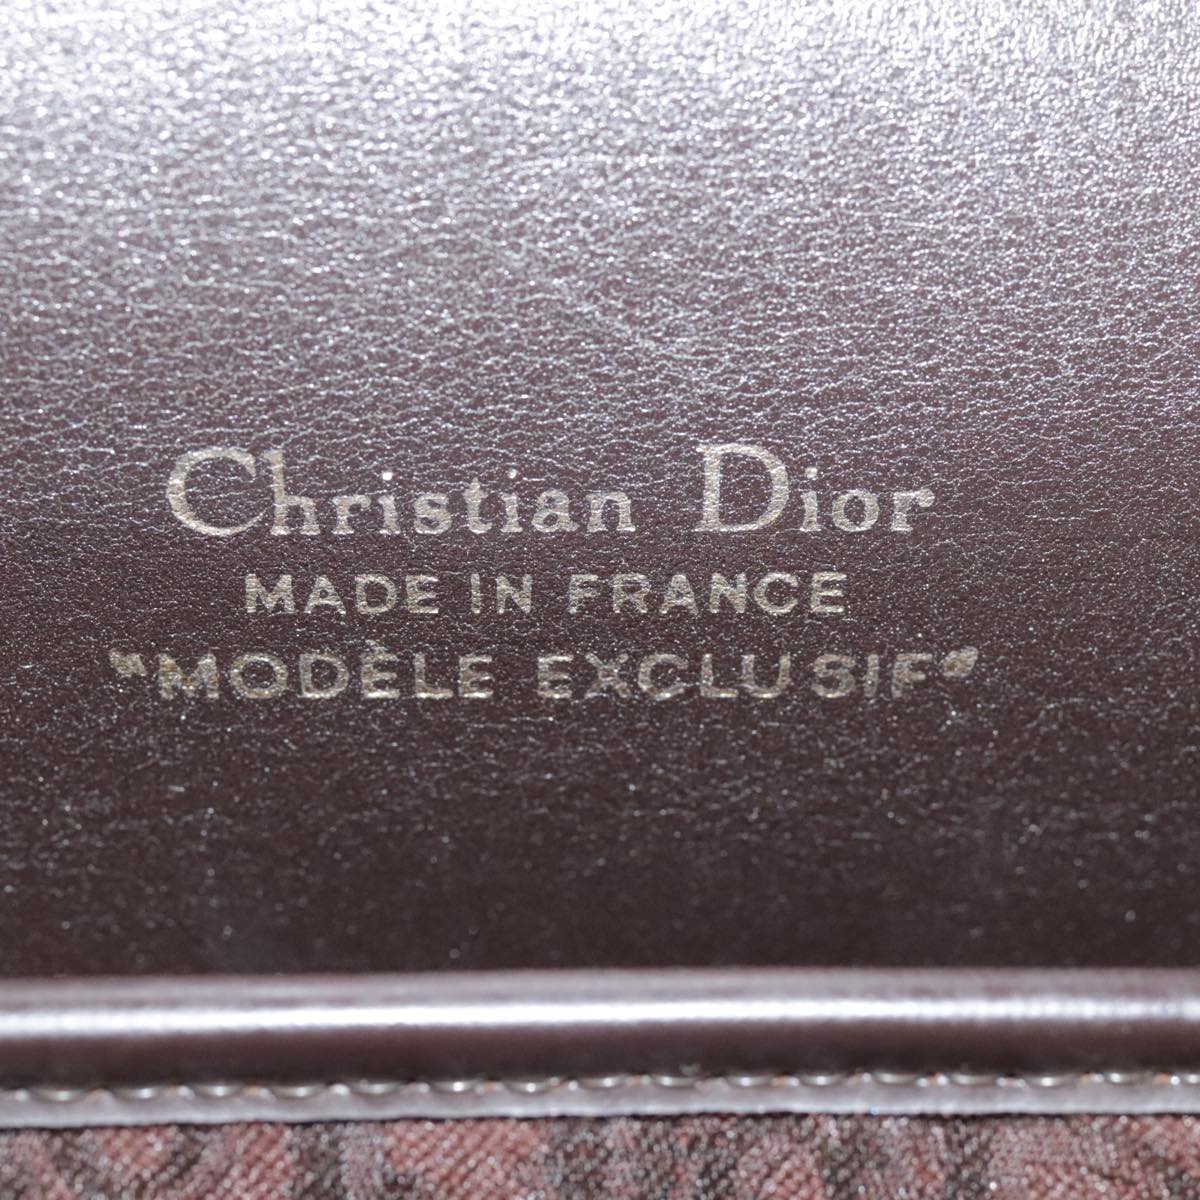 Christian Dior
MADE IN FRANCE
"MODÈLE EXCLUSIF"